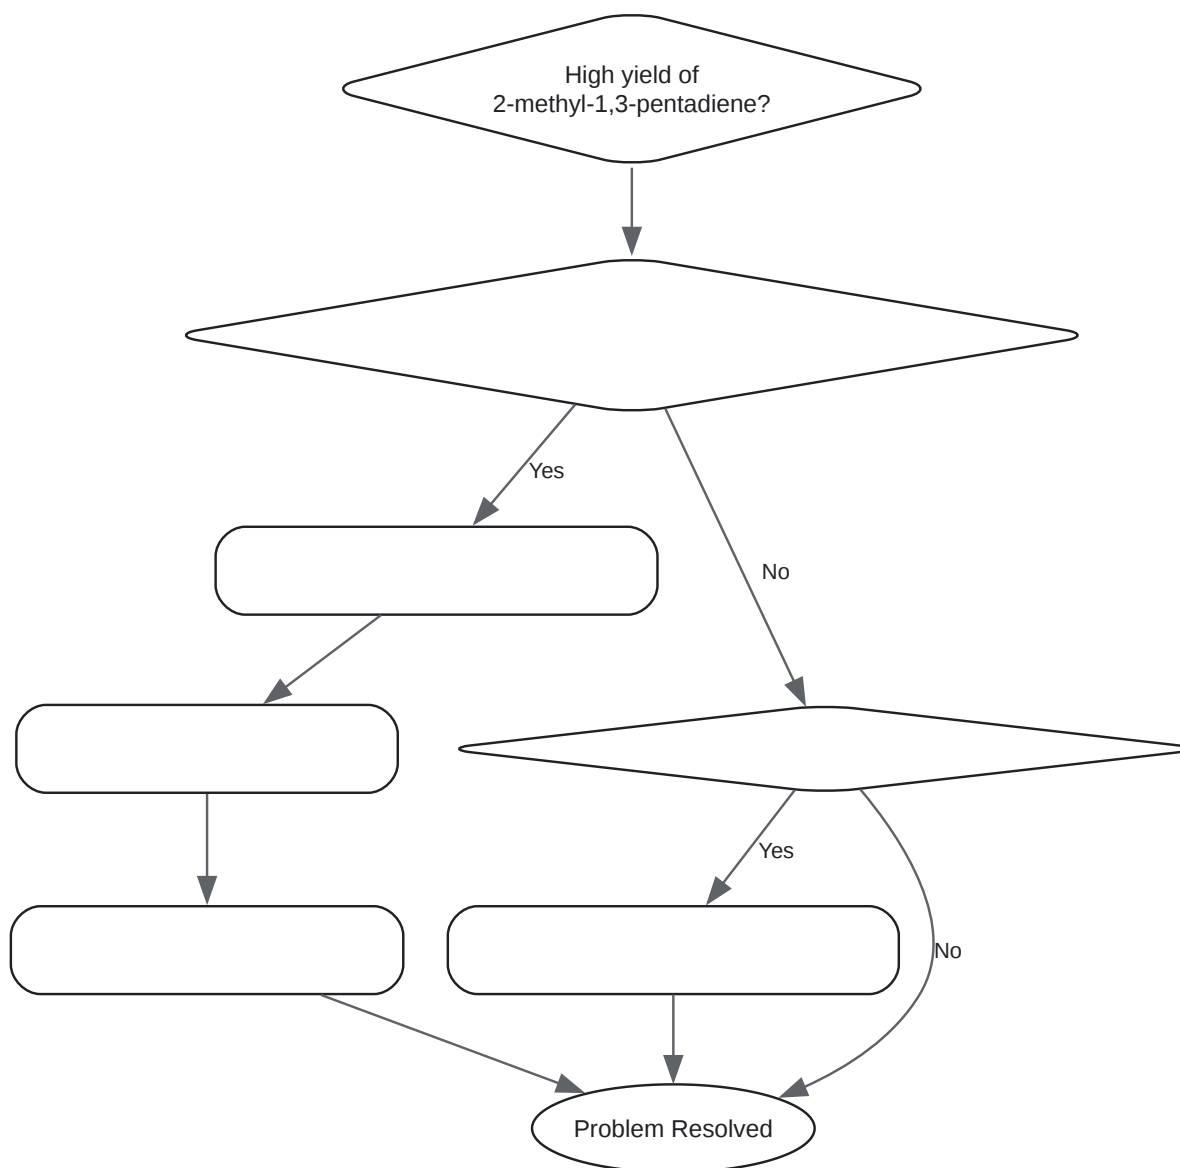 High yield of
2-methyl-1,3-pentadiene?
Yes
No
Yes
No
Problem Resolved